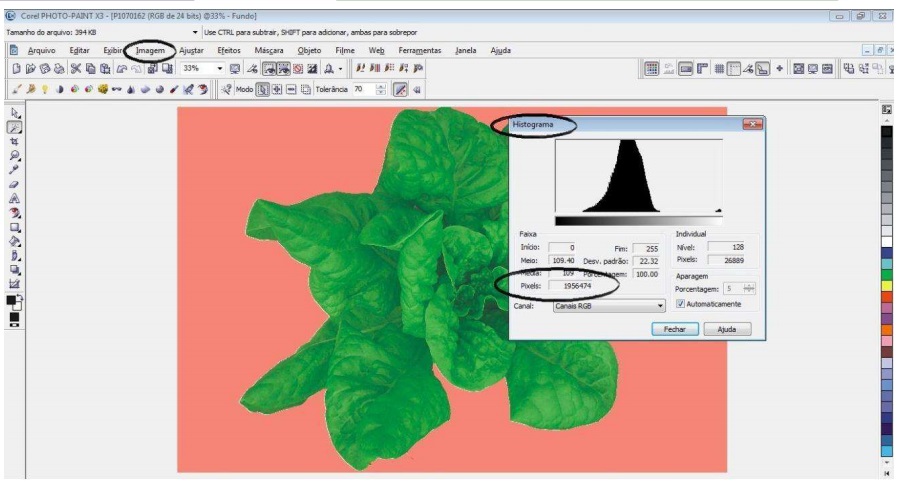 Corel PHOTO-PAINT X3 - [P1070162 (RGB de 24 bits) @33% - Fundo]
Tamanho do arquivo: 394 KB Use CTRL para subtrair, SHIFT para adicionar, ambas para sobrepor
Arquivo Egitar Exibir Imagem Ajustar Efeitos Máscara Objeto Filme Web Ferramentas Janela Ajuda
33%
Modo Tolerância 70
Histograma
Faixa Individual
Início: 0 Fim: 255 Nível: 128
Meio: 109.40 Desv. padrão: 22.32 Pixels: 26889
Média: 109 Porcentagem: 100.00 Aparagem
Pixels: 1956474 Porcentagem: 5
Canal: Canais RGB Automaticamente
Fechar Ajuda